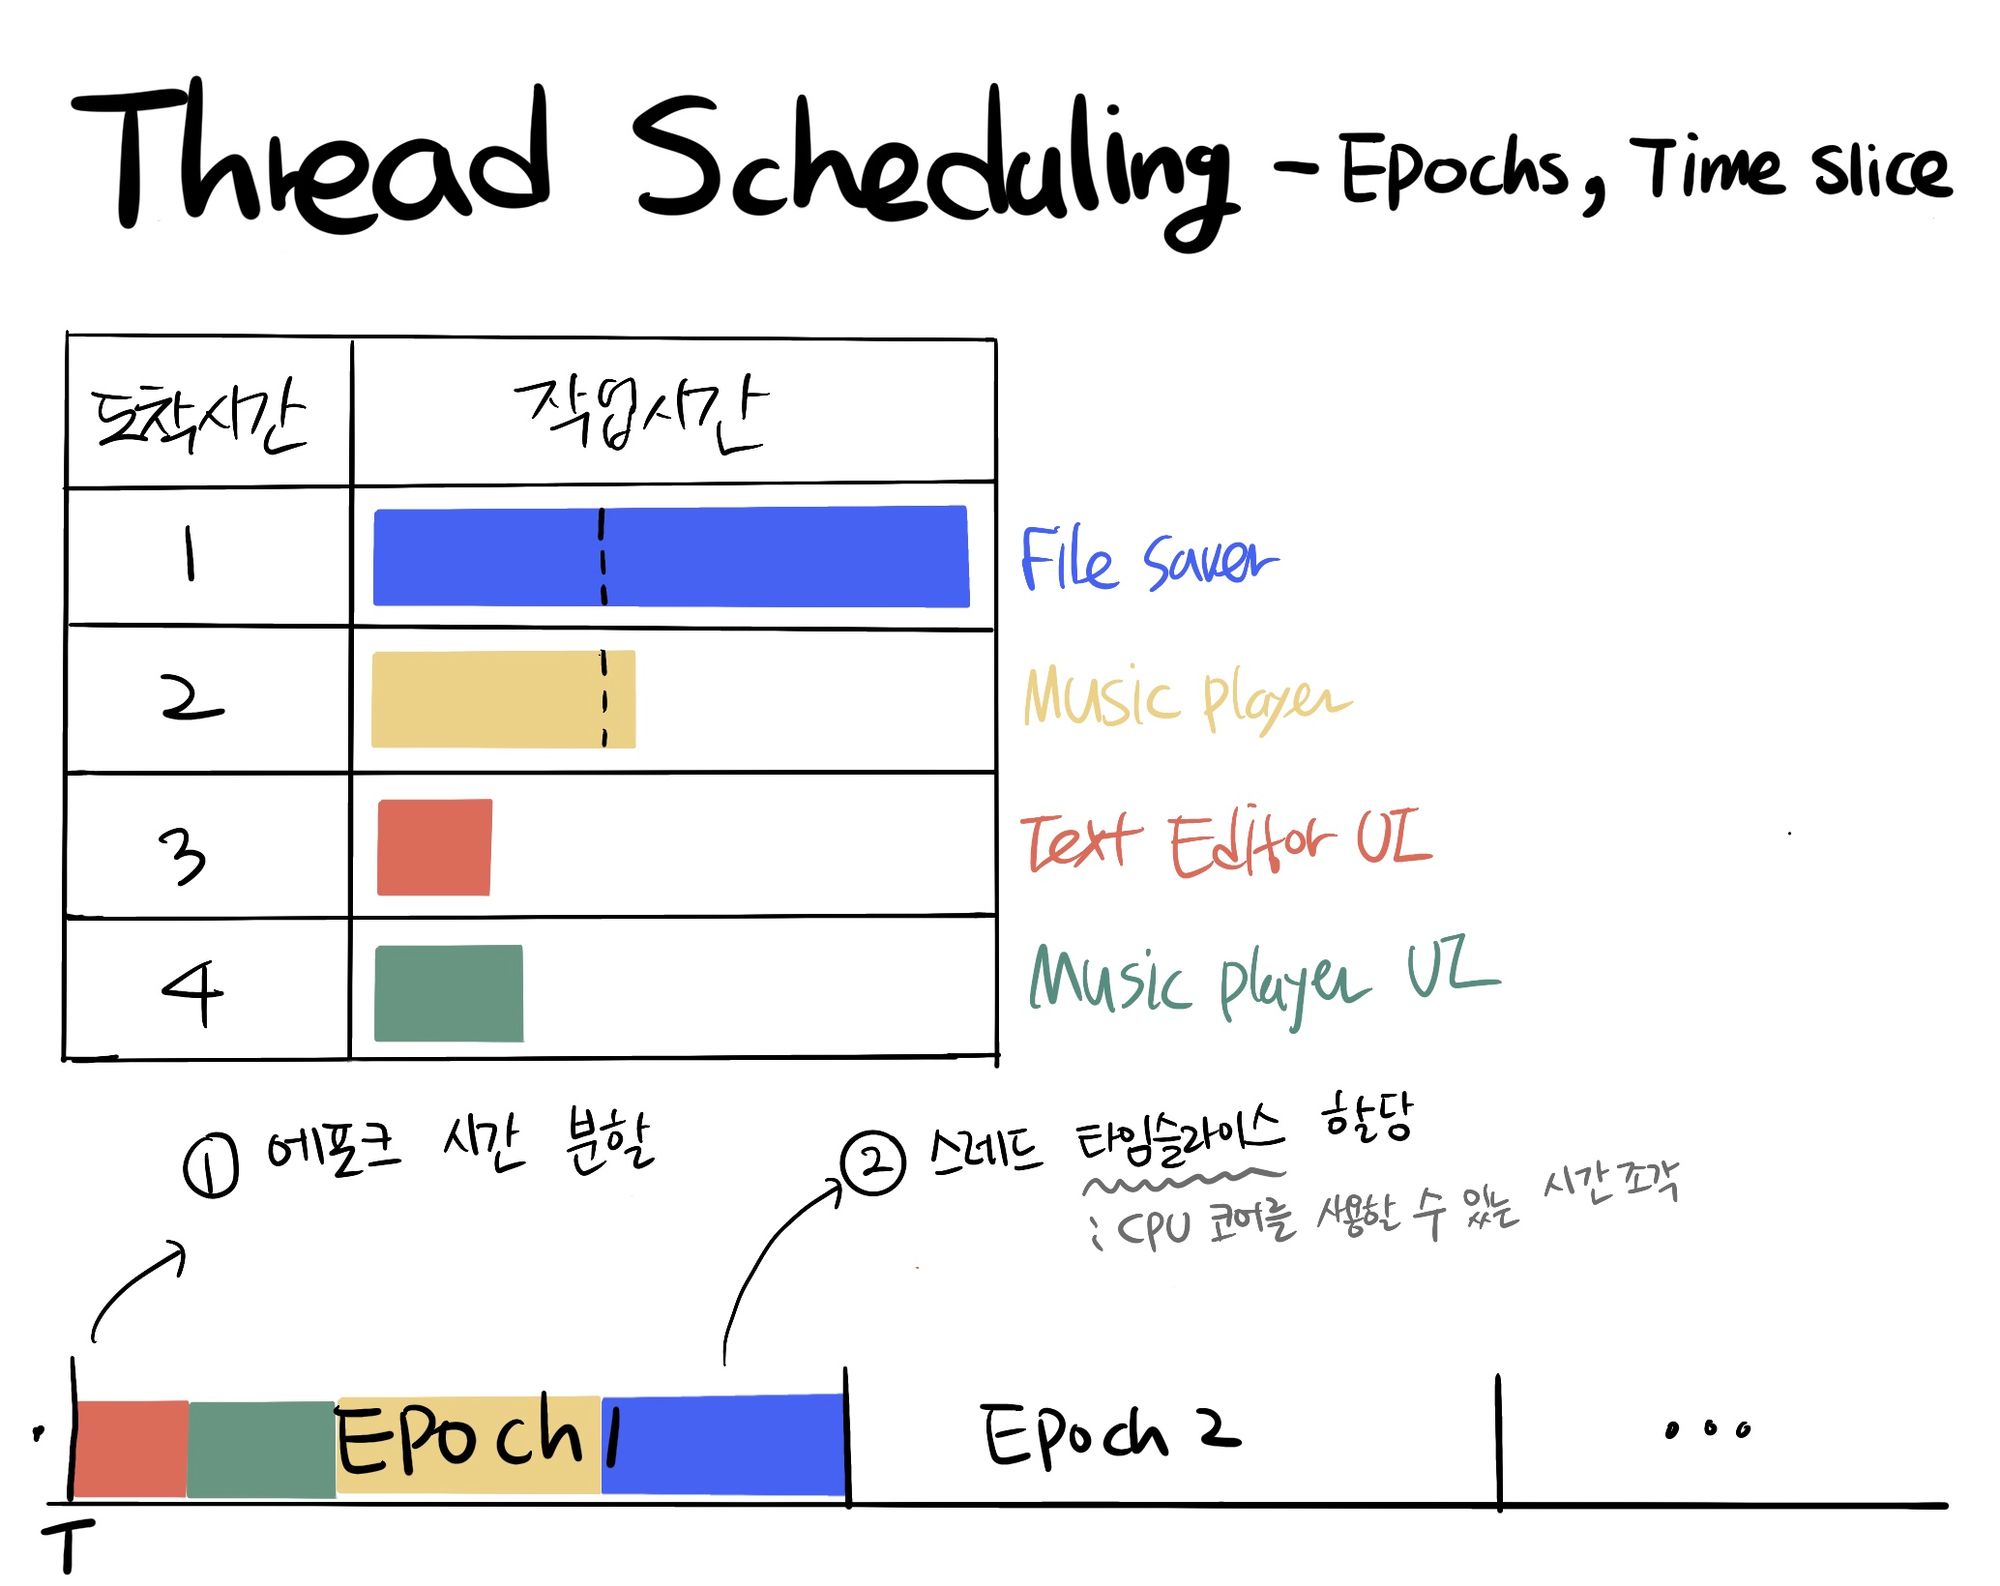 Thread Scheduling - Epochs, Time slice
도착시간 작업시간
1 File saver
2 Music player
3 Text Editor UI
4 Music player UI
① 에포크 시간 분할
② 스레드 타임슬라이스 할당
: CPU 코어를 사용할 수 있는 시간조각
Epoch 1 Epoch 2 ...
T